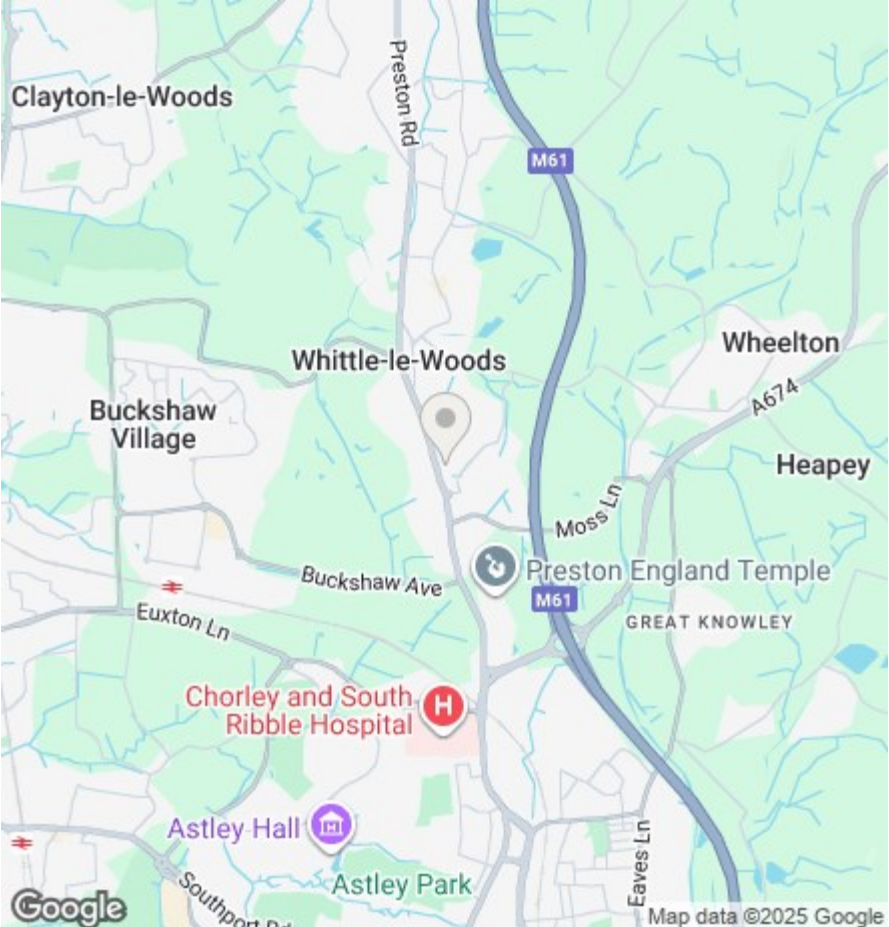 Preston Rd
Clayton-le-Woods
M61
Wheelton
Whittle-le-Woods
A674
Buckshaw
Village
Heapey
Moss Ln
Preston England Temple
Buckshaw Ave
M61
Euxton Ln
GREAT KNOWLEY
Chorley and South
Ribble Hospital
H
Astley Hall
Eaves Ln
Astley Park
Southport Rd
Google
Map data ©2025 Google